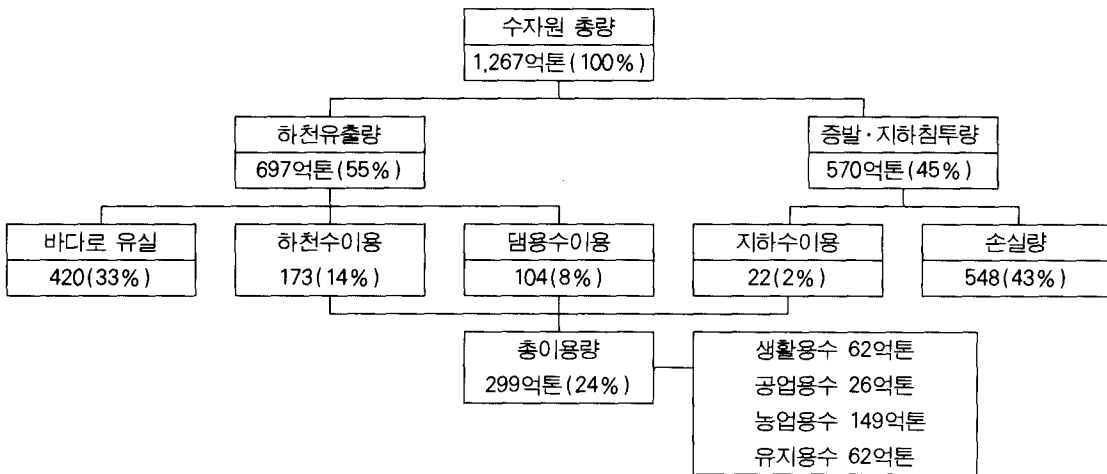 수자원 총량
1,267억톤(100%)
하천유출량
697억톤(55%)
증발·지하침투량
570억톤(45%)
바다로 유실
420(33%)
하천수이용
173(14%)
댐용수이용
104(8%)
지하수이용
22(2%)
손실량
548(43%)
총이용량
299억톤(24%)
생활용수 62억톤
공업용수 26억톤
농업용수 149억톤
유지용수 62억톤